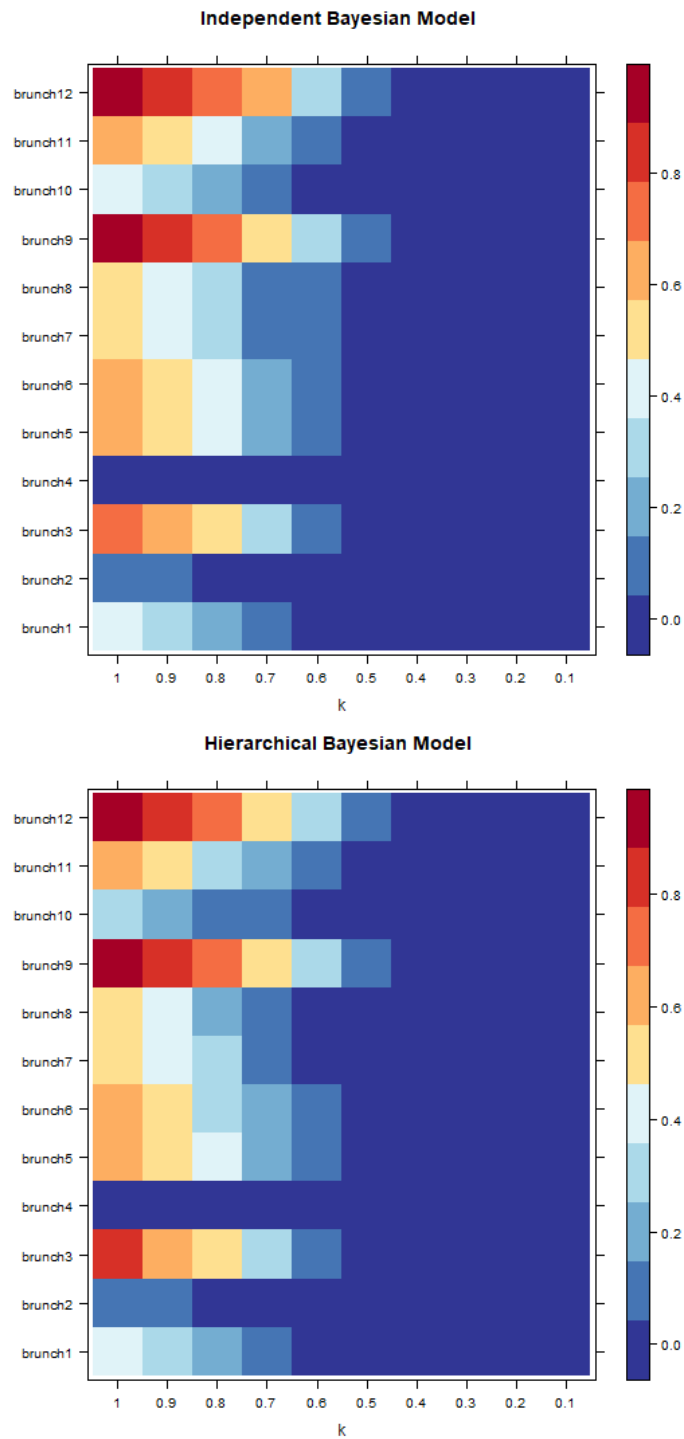 Independent Bayesian Model
brunch12
brunch11
brunch10
brunch9
brunch8
brunch7
brunch6
brunch5
brunch4
brunch3
brunch2
brunch1
0.8
0.6
0.4
0.2
0.0
1 0.9 0.8 0.7 0.6 0.5 0.4 0.3 0.2 0.1
k
Hierarchical Bayesian Model
brunch12
brunch11
brunch10
brunch9
brunch8
brunch7
brunch6
brunch5
brunch4
brunch3
brunch2
brunch1
0.8
0.6
0.4
0.2
0.0
1 0.9 0.8 0.7 0.6 0.5 0.4 0.3 0.2 0.1
k